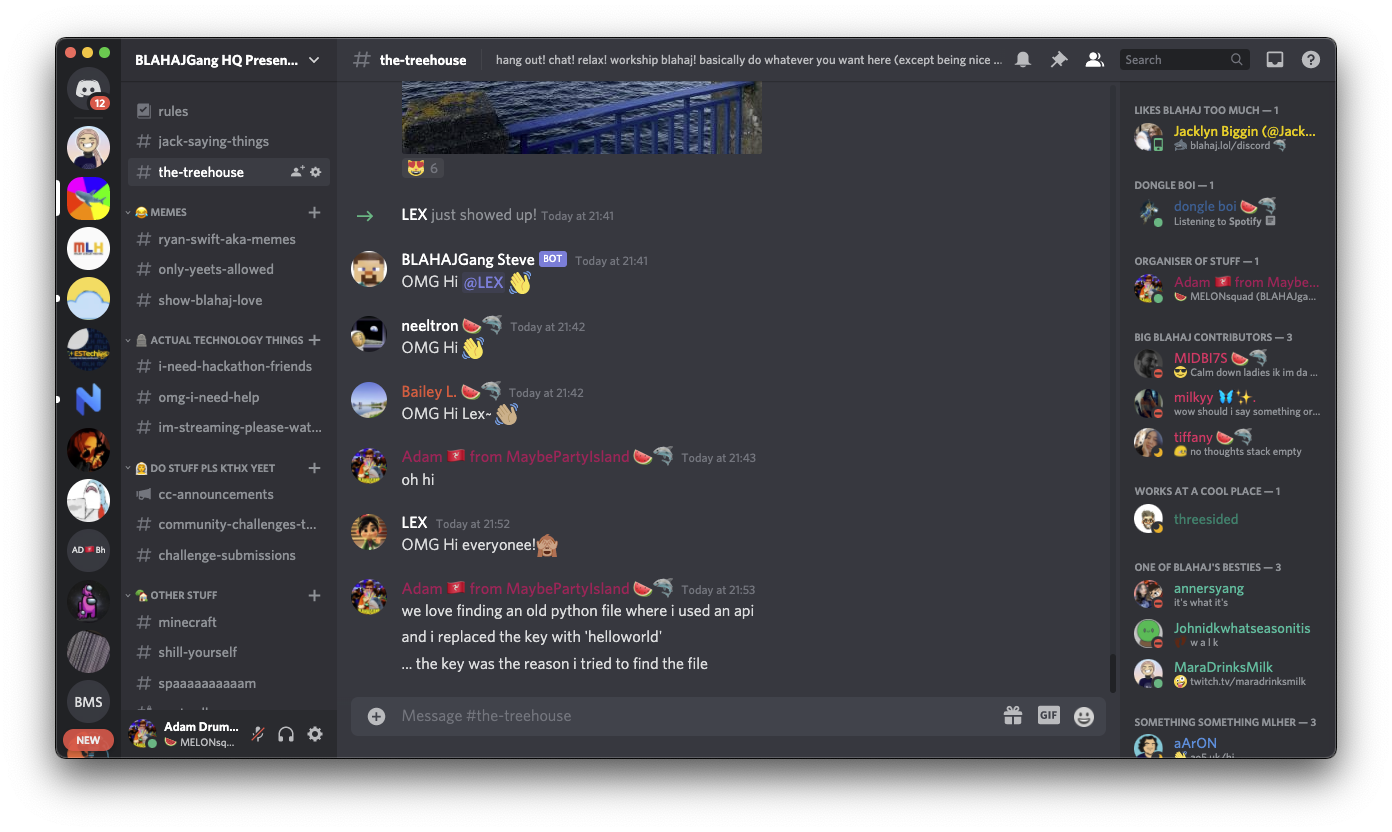 12
MLH
ESTech
AD Bh
BMS
NEW
BLAHAJGang HQ Presen...
rules
jack-saying-things
the-treehouse
MEMES
ryan-swift-aka-memes
only-yeets-allowed
show-blahaj-love
ACTUAL TECHNOLOGY THINGS
i-need-hackathon-friends
omg-i-need-help
im-streaming-please-wat...
DO STUFF PLS KTHX YEET
cc-announcements
community-challenges-t...
challenge-submissions
OTHER STUFF
minecraft
shill-yourself
spaaaaaaaaam
Adam Drum...
🍉 MELONsq...
the-treehouse
hang out! chat! relax! workship blahaj! basically do whatever you want here (except being nice ...
Search
😻 6
LEX just showed up! Today at 21:41
BLAHAJGang Steve BOT Today at 21:41
OMG Hi @LEX 👋
neeltron 🍉🐬 Today at 21:42
OMG Hi 👋
Bailey L. 🍉🐬 Today at 21:42
OMG Hi Lex~ 👋🏽
Adam 🇲🇵 from MaybePartyIsland 🍉🐬 Today at 21:43
oh hi
LEX Today at 21:52
OMG Hi everyonee!🙈
Adam from MaybePartyIsland 🍉🐬 Today at 21:53
we love finding an old python file where i used an api
and i replaced the key with 'helloworld'
... the key was the reason i tried to find the file
Message #the-treehouse
GIF
LIKES BLAHAJ TOO MUCH — 1
Jacklyn Biggin (@Jack...
🦈 blahaj.lol/discord 🐬
DONGLE BOI — 1
dongle boi 🍉🐬
Listening to Spotify
ORGANISER OF STUFF — 1
Adam from Maybe...
🍉 MELONsquad (BLAHAJga...
BIG BLAHAJ CONTRIBUTORS — 3
MIDBI7S 🍉🐬
😎 Calm down ladies ik im da ...
milkyy 🦋✨.
wow should i say something or...
tiffany 🍉🐬
no thoughts stack empty
WORKS AT A COOL PLACE — 1
threesided
ONE OF BLAHAJ'S BESTIES — 3
annersyang
it's what it's
Johnidkwhatseasonitis
w a l k
MaraDrinksMilk
🤪 twitch.tv/maradrinksmilk
SOMETHING SOMETHING MLHER — 3
aArON